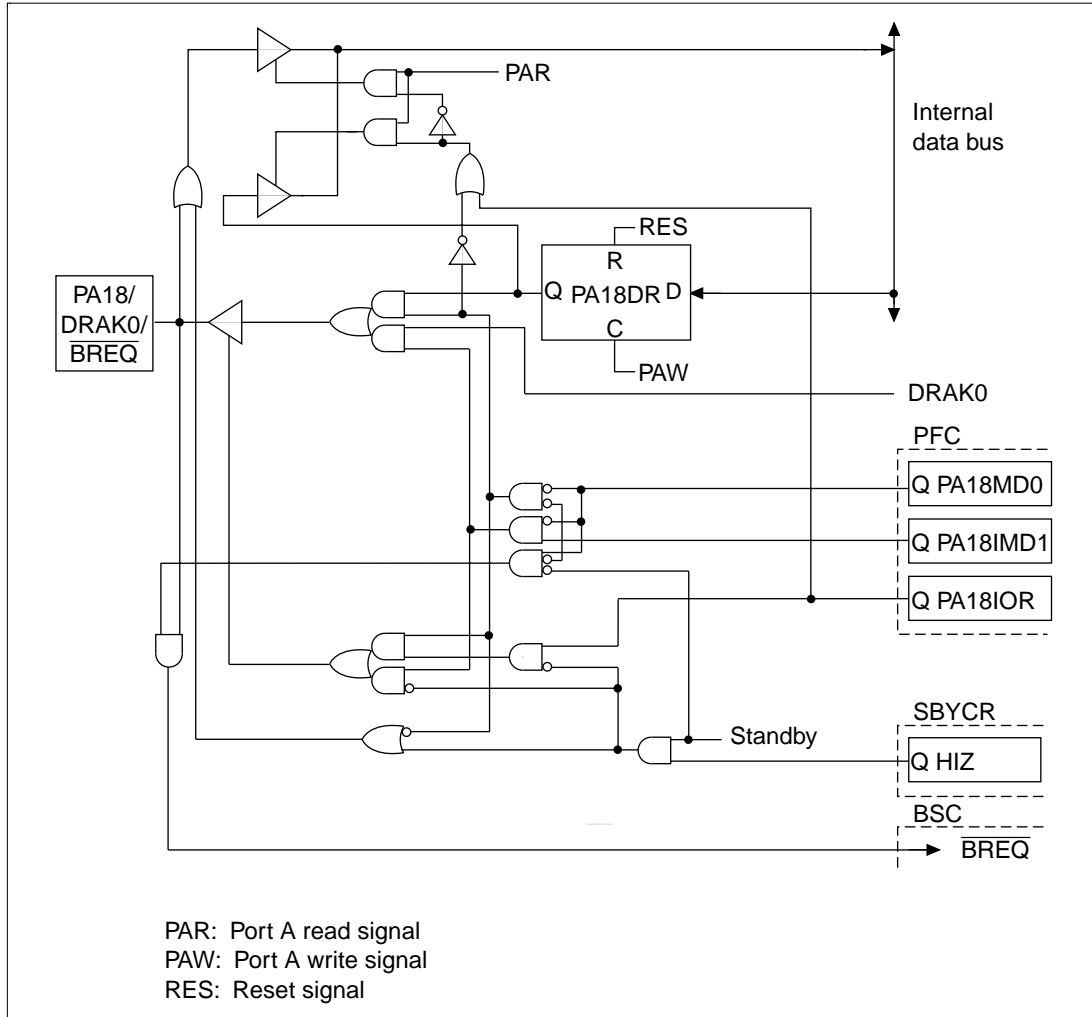 PAR
Internal
data bus
RES
R
Q PA18DR D
C
PAW
PA18/
DRAK0/
BREQ
DRAK0
PFC
Q PA18MD0
Q PA18IMD1
Q PA18IOR
SBYCR
Standby
Q HIZ
BSC
BREQ
PAR: Port A read signal
PAW: Port A write signal
RES: Reset signal